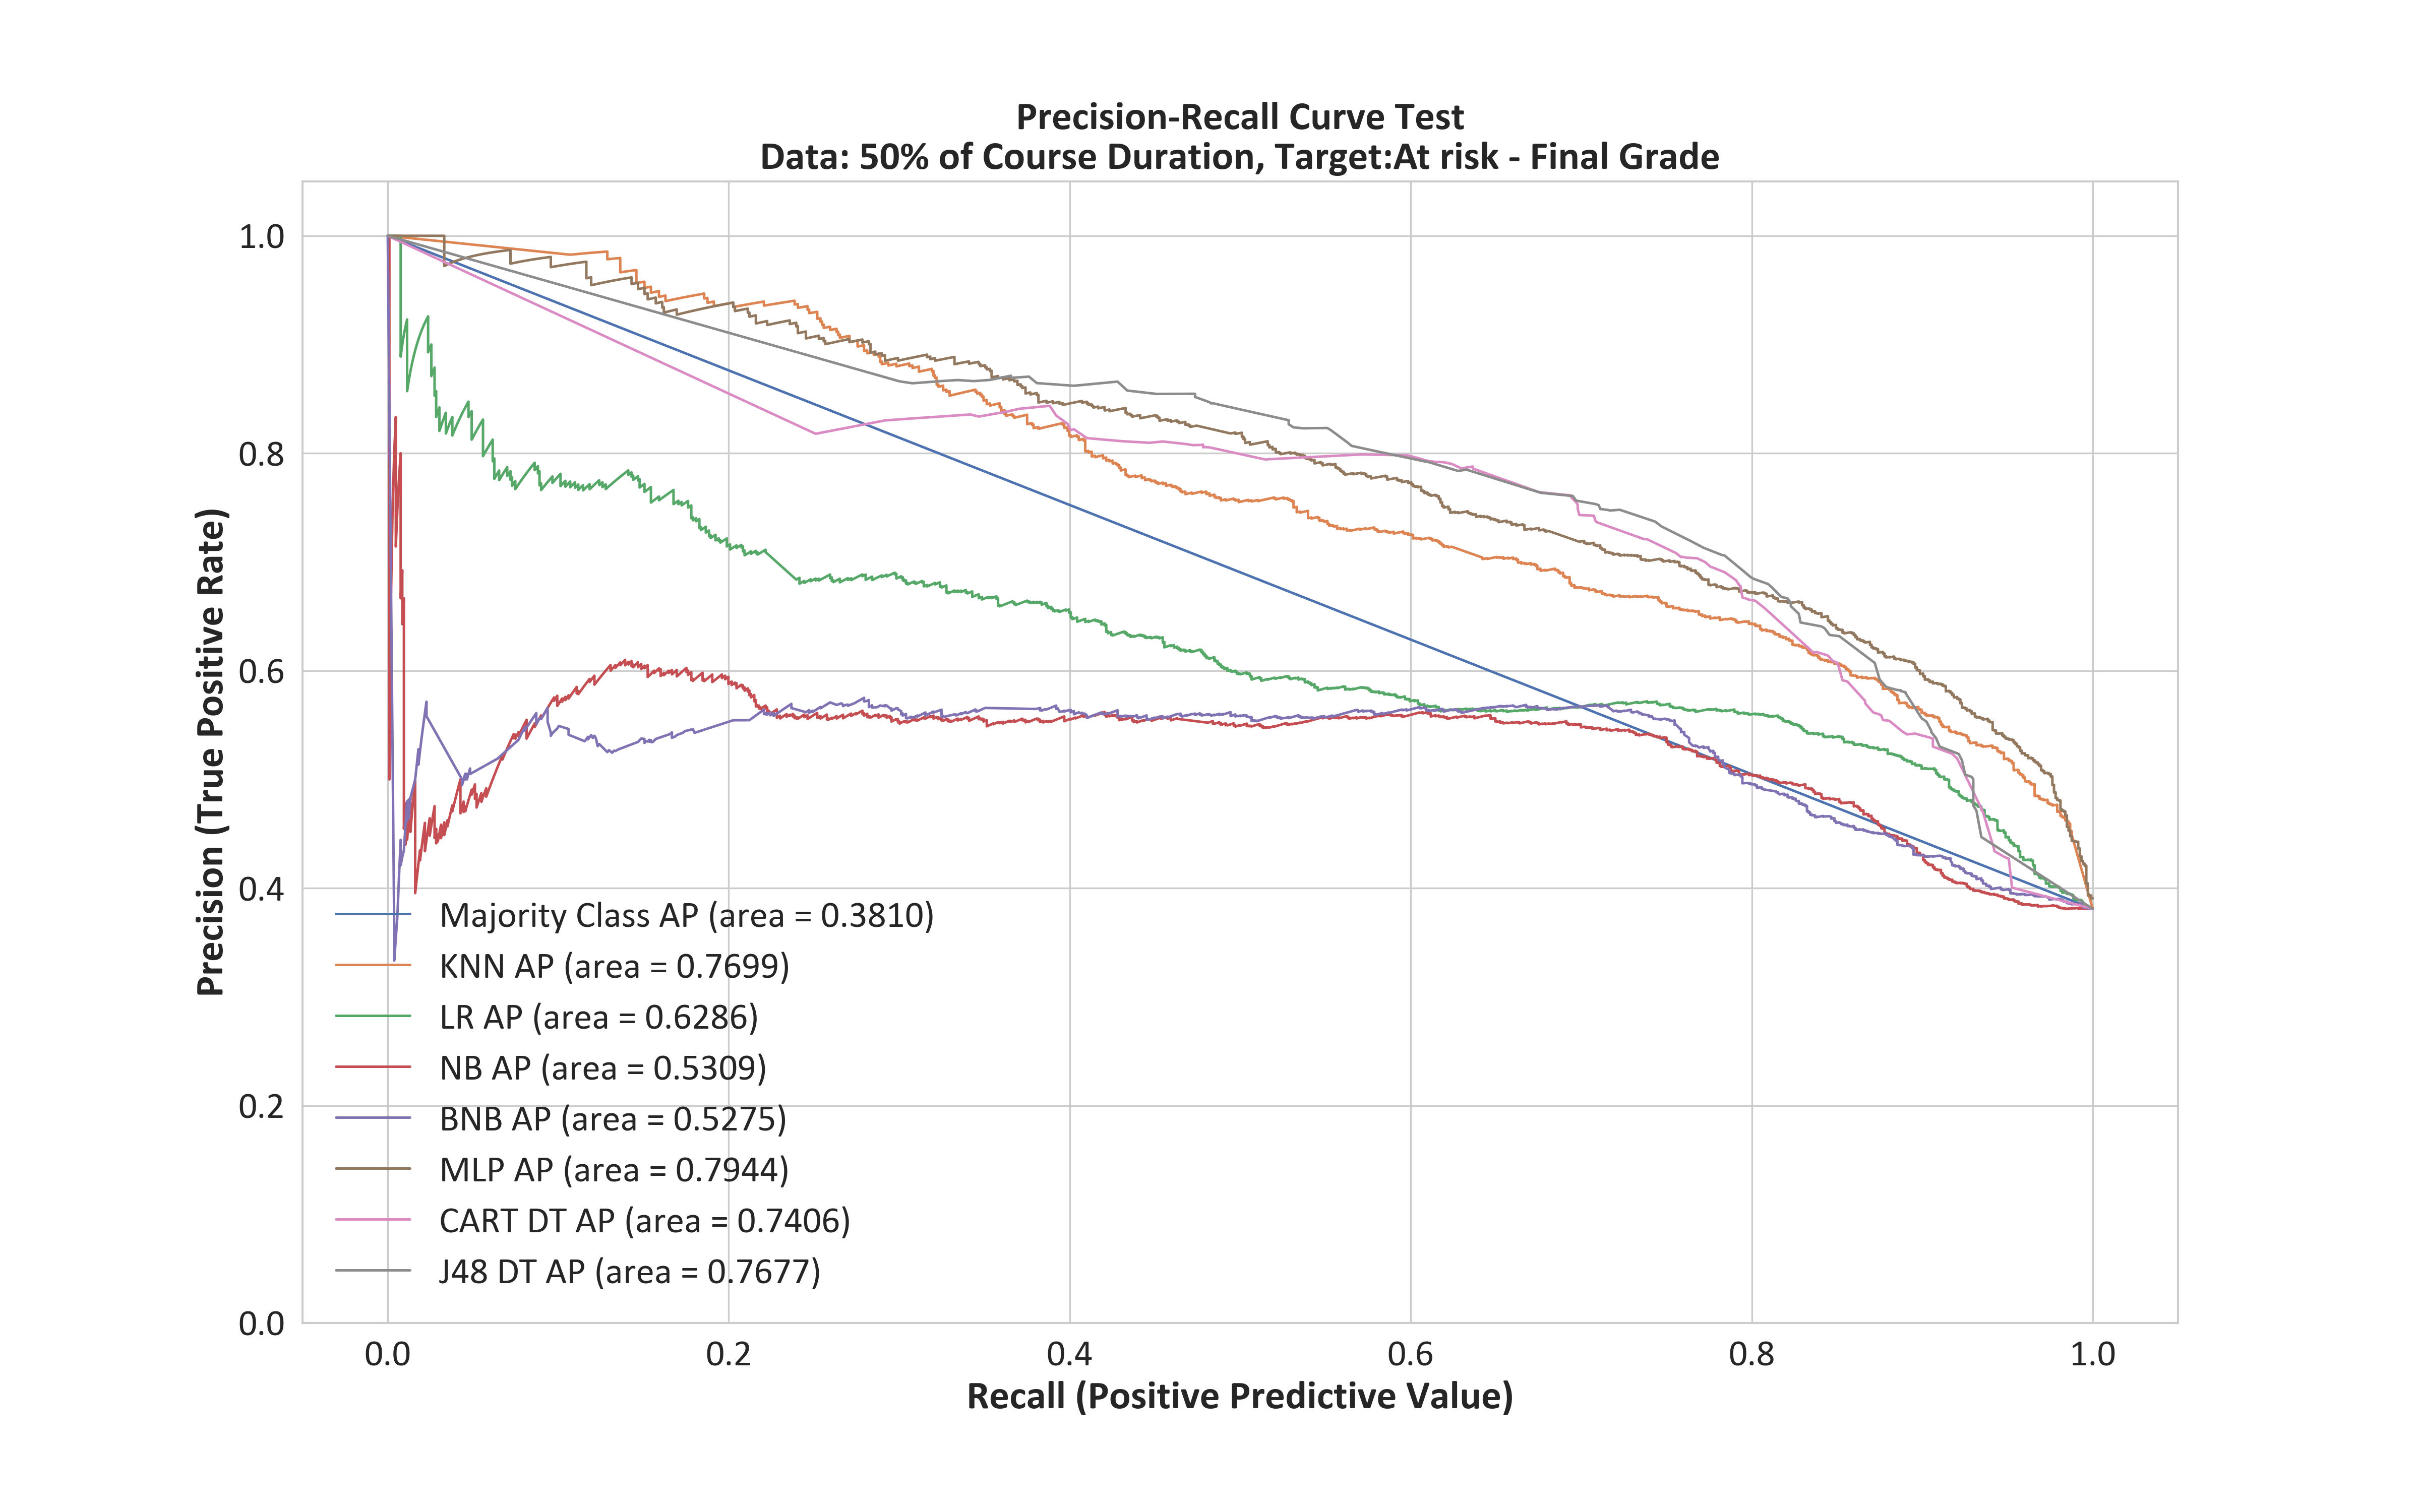 Precision-Recall Curve Test
Data: 50% of Course Duration, Target:At risk - Final Grade
Precision (True Positive Rate)
1.0
0.8
0.6
0.4
0.2
0.0
Majority Class AP (area = 0.3810)
KNN AP (area = 0.7699)
LR AP (area = 0.6286)
NB AP (area = 0.5309)
BNB AP (area = 0.5275)
MLP AP (area = 0.7944)
CART DT AP (area = 0.7406)
J48 DT AP (area = 0.7677)
0.0 0.2 0.4 0.6 0.8 1.0
Recall (Positive Predictive Value)